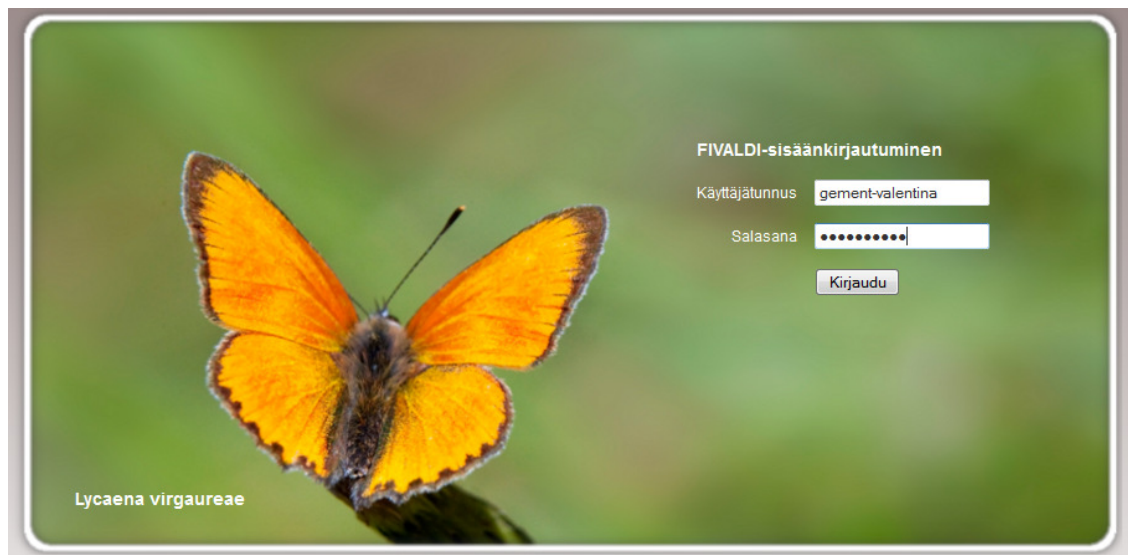 FIVALDI-sisäänkirjautuminen
Käyttäjätunnus gement-valentina
Salasana ●●●●●●●●●●
Kirjaudu
Lycaena virgaureae